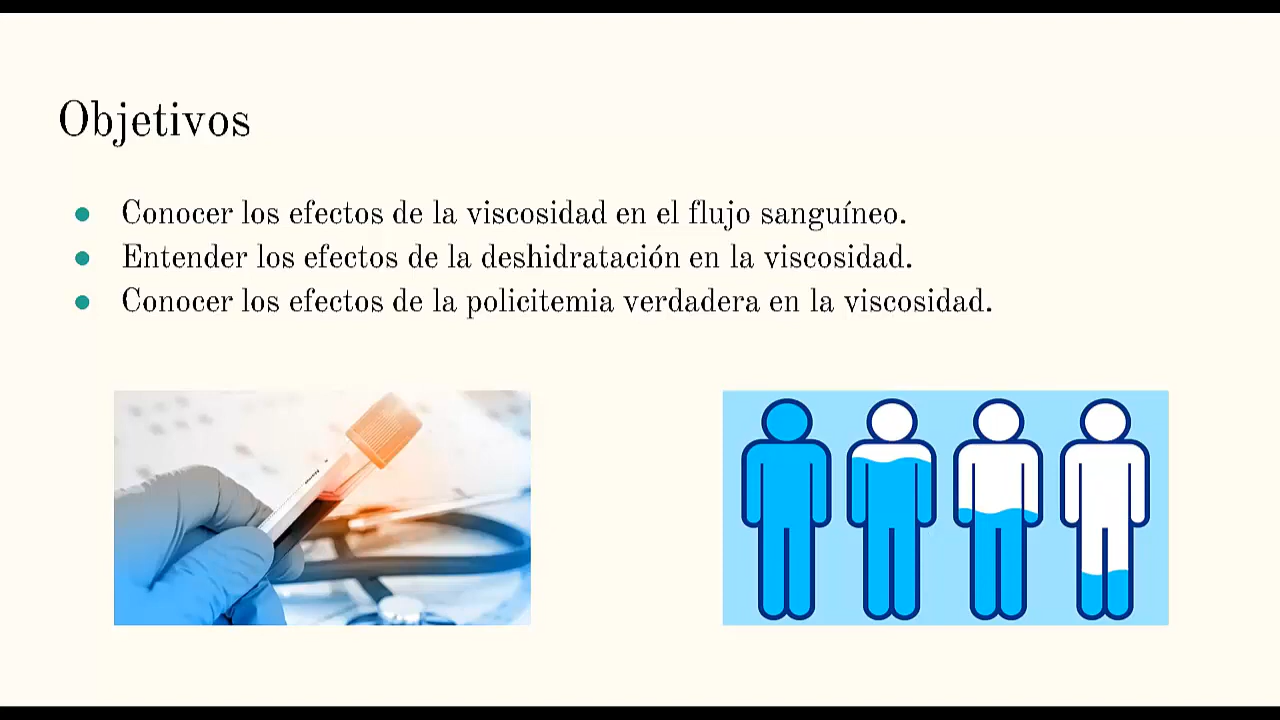 Objetivos
Conocer los efectos de la viscosidad en el flujo sanguíneo.
Entender los efectos de la deshidratación en la viscosidad.
Conocer los efectos de la policitemia verdadera en la viscosidad.